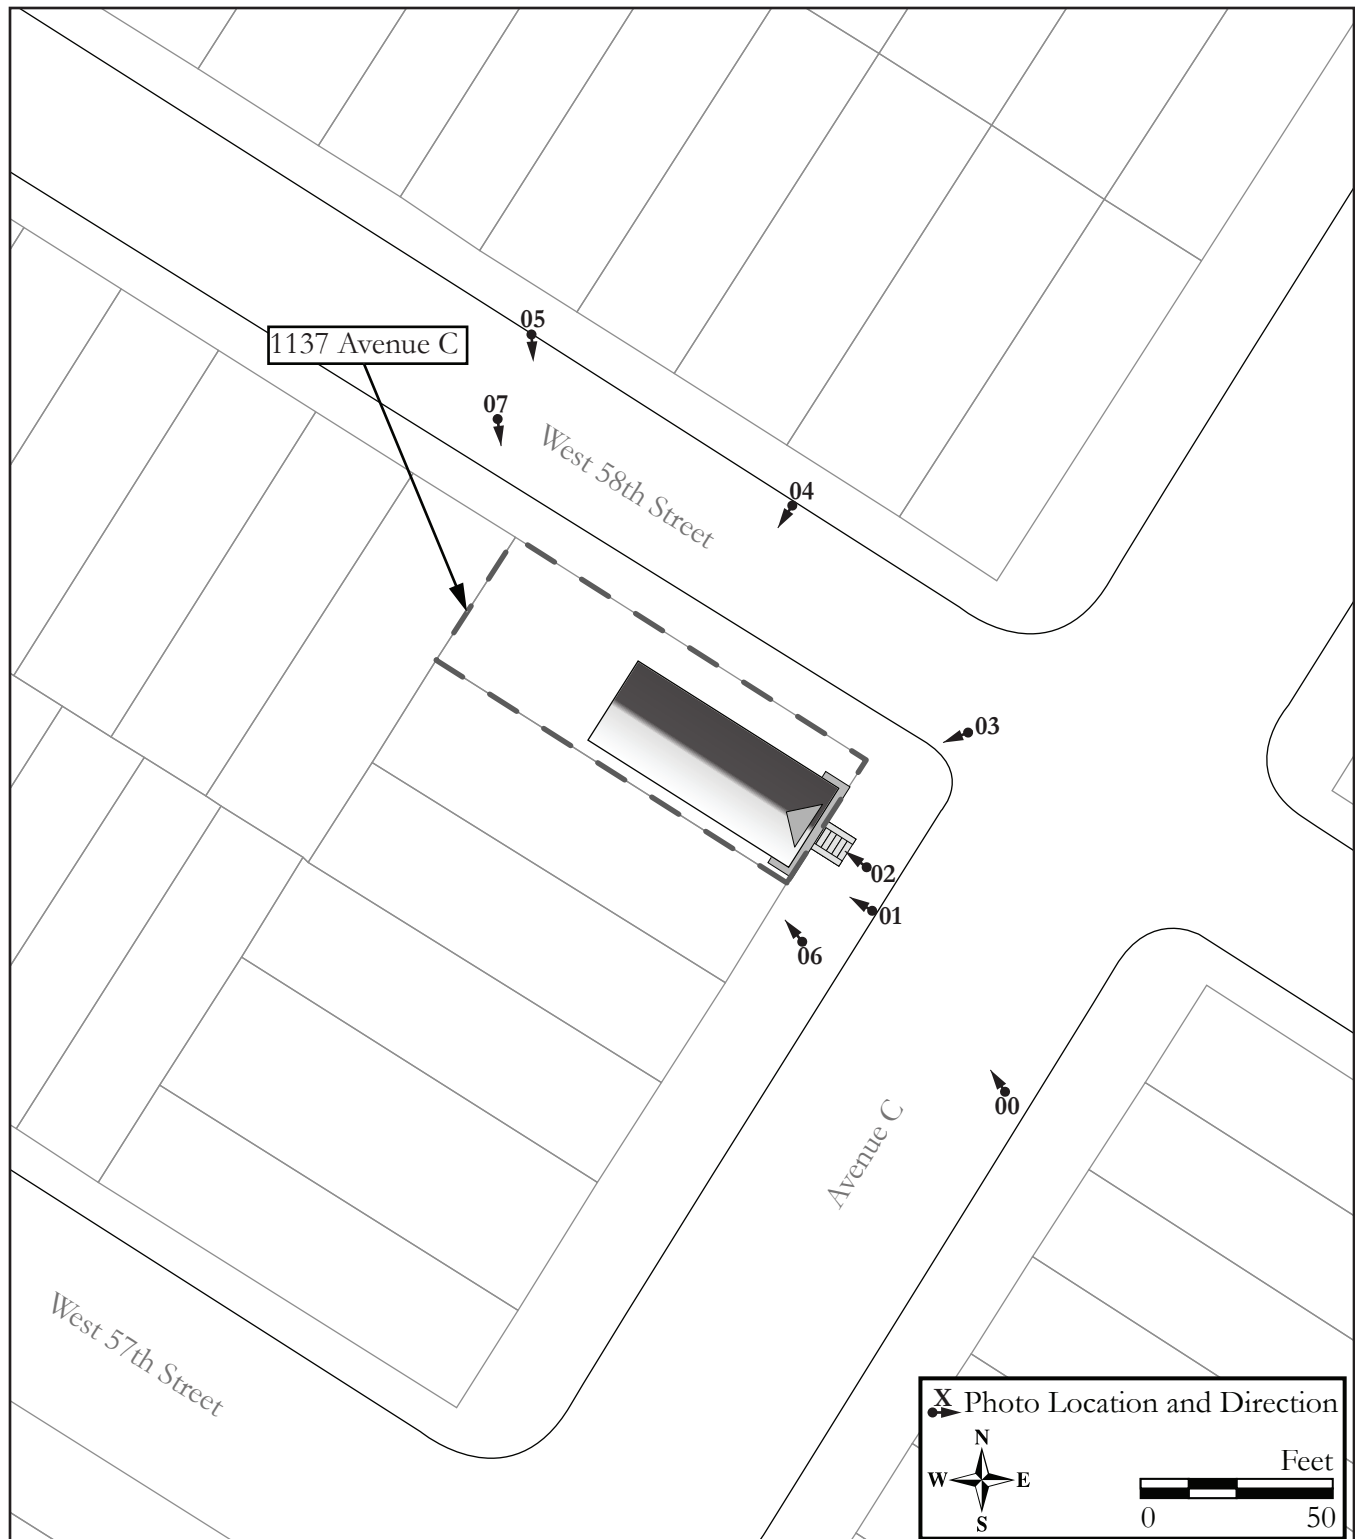 05
1137 Avenue C
07
West 58th Street
04
03
02
01
06
00
Avenue C
West 57th Street
X Photo Location and Direction
N
W E
S
Feet
0 50